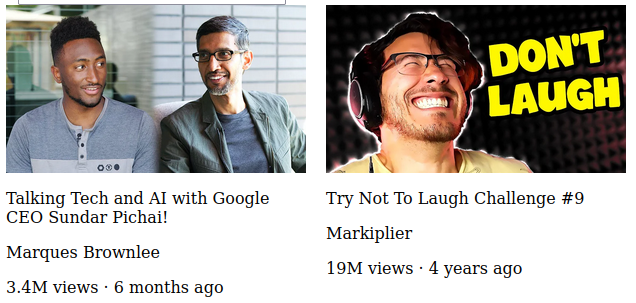 DON'T
LAUGH
Talking Tech and AI with Google
CEO Sundar Pichai!
Marques Brownlee
3.4M views · 6 months ago
Try Not To Laugh Challenge #9
Markiplier
19M views · 4 years ago